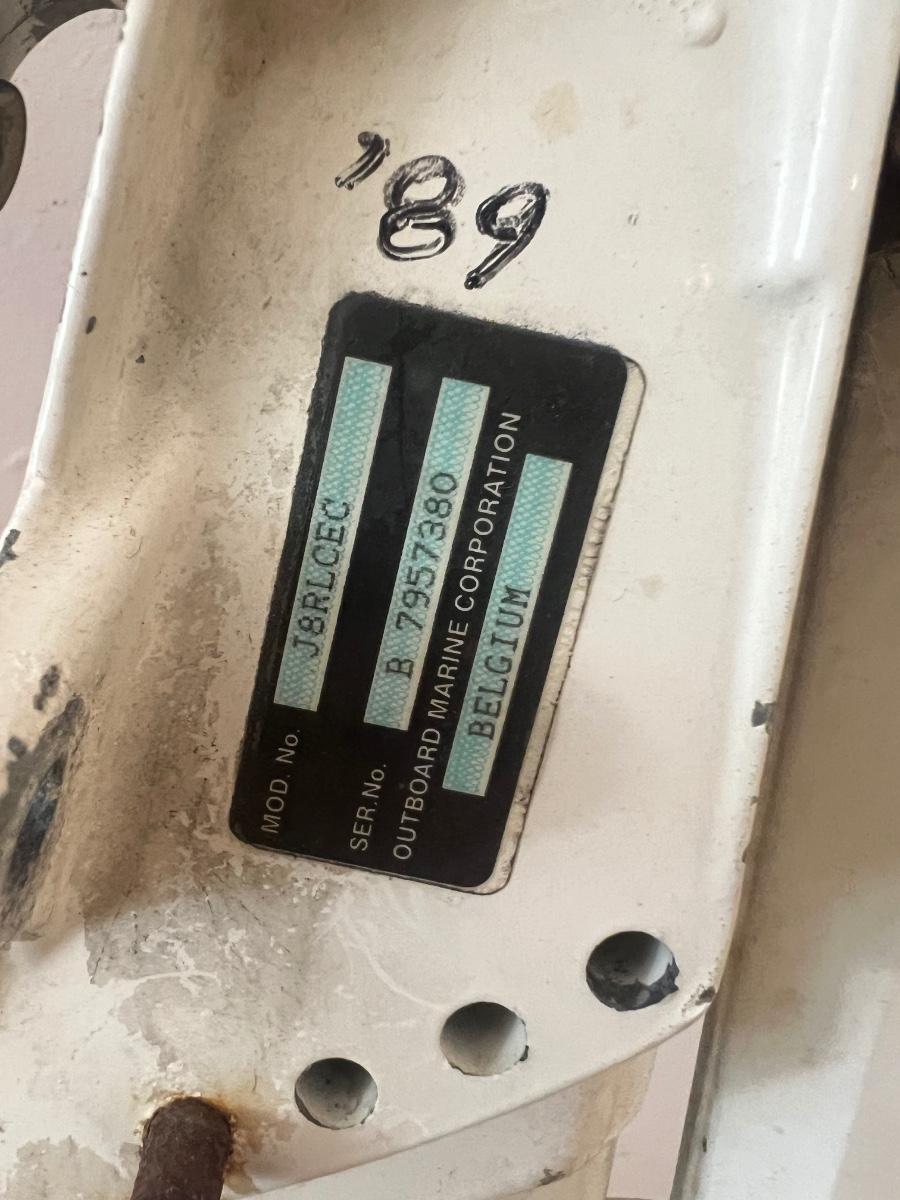 '89
MOD. No. J8RLCEC
SER.No. B 7957380
OUTBOARD MARINE CORPORATION
BELGIUM